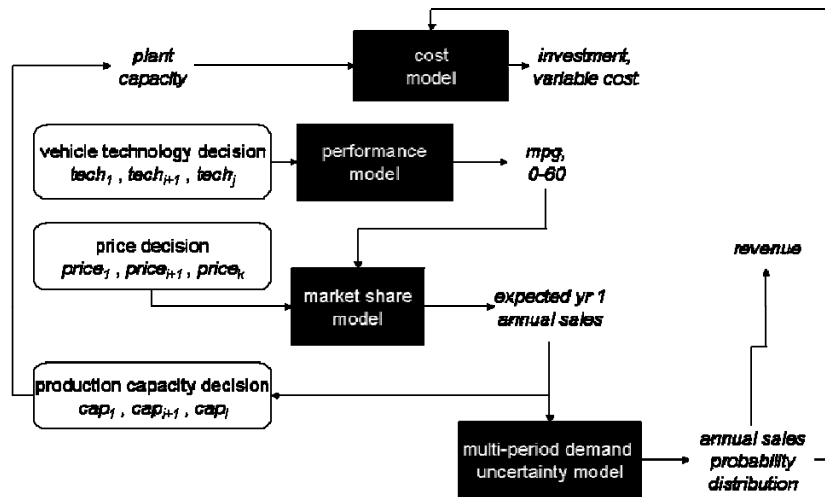 plant
capacity
cost
model
investment,
variable cost
vehicle technology decision
tech₁ , techᵢ₊₁ , techⱼ
performance
model
mpg,
0-60
price decision
price₁ , priceᵢ₊₁ , priceₖ
revenue
market share
model
expected yr 1
annual sales
production capacity decision
cap₁ , capᵢ₊₁ , capₗ
multi-period demand
uncertainty model
annual sales
probability
distribution